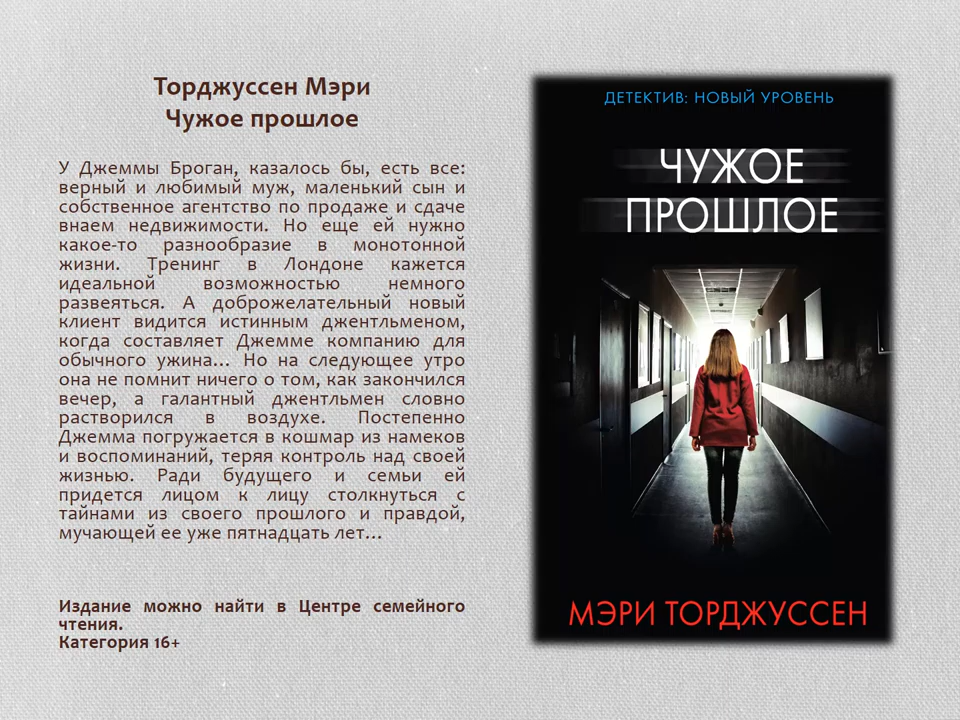 Торджуссен Мэри
Чужое прошлое
У Джеммы Броган, казалось бы, есть все:
верный и любимый муж, маленький сын и
собственное агентство по продаже и сдаче
внаем недвижимости. Но еще ей нужно
какое-то разнообразие в монотонной
жизни. Тренинг в Лондоне кажется
идеальной возможностью немного
развеяться. А доброжелательный новый
клиент видится истинным джентльменом,
когда составляет Джемме компанию для
обычного ужина... Но на следующее утро
она не помнит ничего о том, как закончился
вечер, а галантный джентльмен словно
растворился в воздухе. Постепенно
Джемма погружается в кошмар из намеков
и воспоминаний, теряя контроль над своей
жизнью. Ради будущего и семьи ей
придется лицом к лицу столкнуться с
тайнами из своего прошлого и правдой,
мучающей ее уже пятнадцать лет...
Издание можно найти в Центре семейного
чтения.
Категория 16+
ДЕТЕКТИВ: НОВЫЙ УРОВЕНЬ
ЧУЖОЕ
ПРОШЛОЕ
МЭРИ ТОРДЖУССЕН